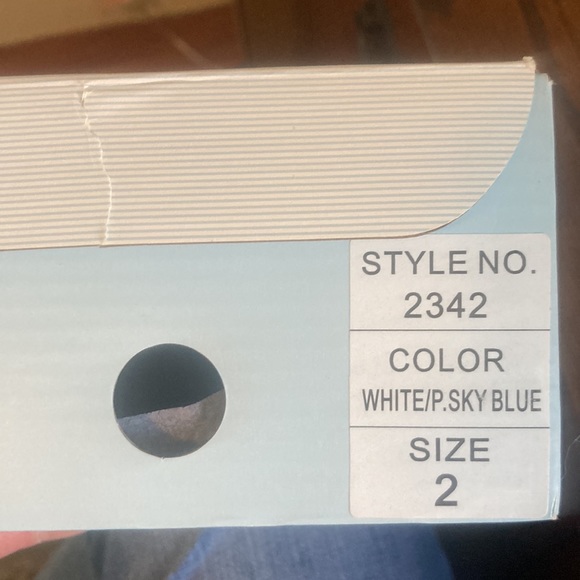 STYLE NO.
2342
COLOR
WHITE/P.SKY BLUE
SIZE
2